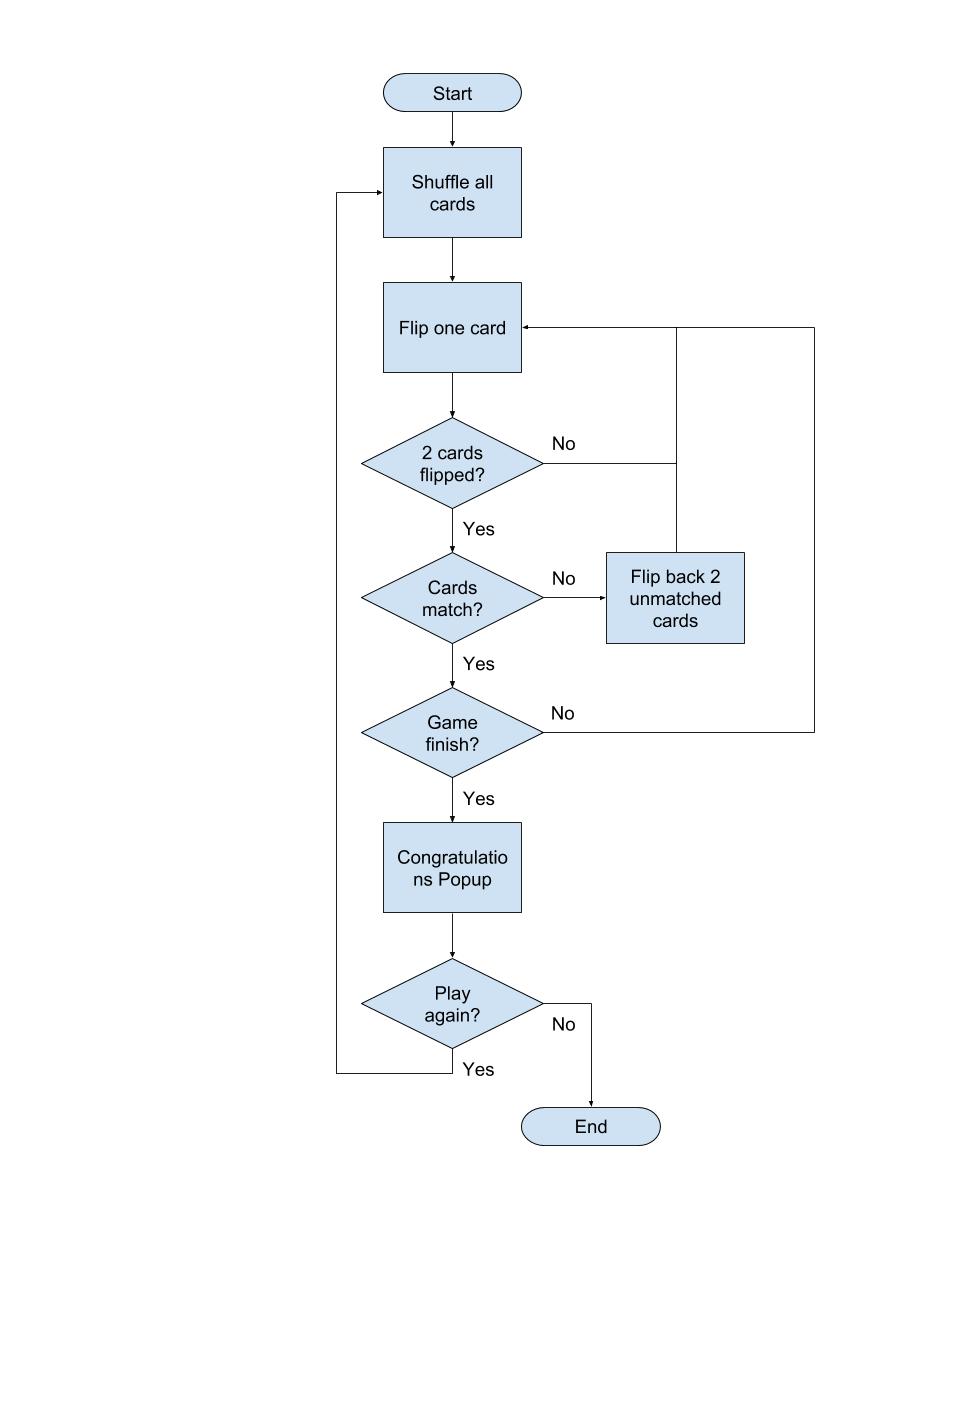 Start
Shuffle all
cards
Flip one card
2 cards
flipped?
No
Yes
Cards
match?
No
Flip back 2
unmatched
cards
Yes
Game
finish?
No
Yes
Congratulatio
ns Popup
Play
again?
No
Yes
End